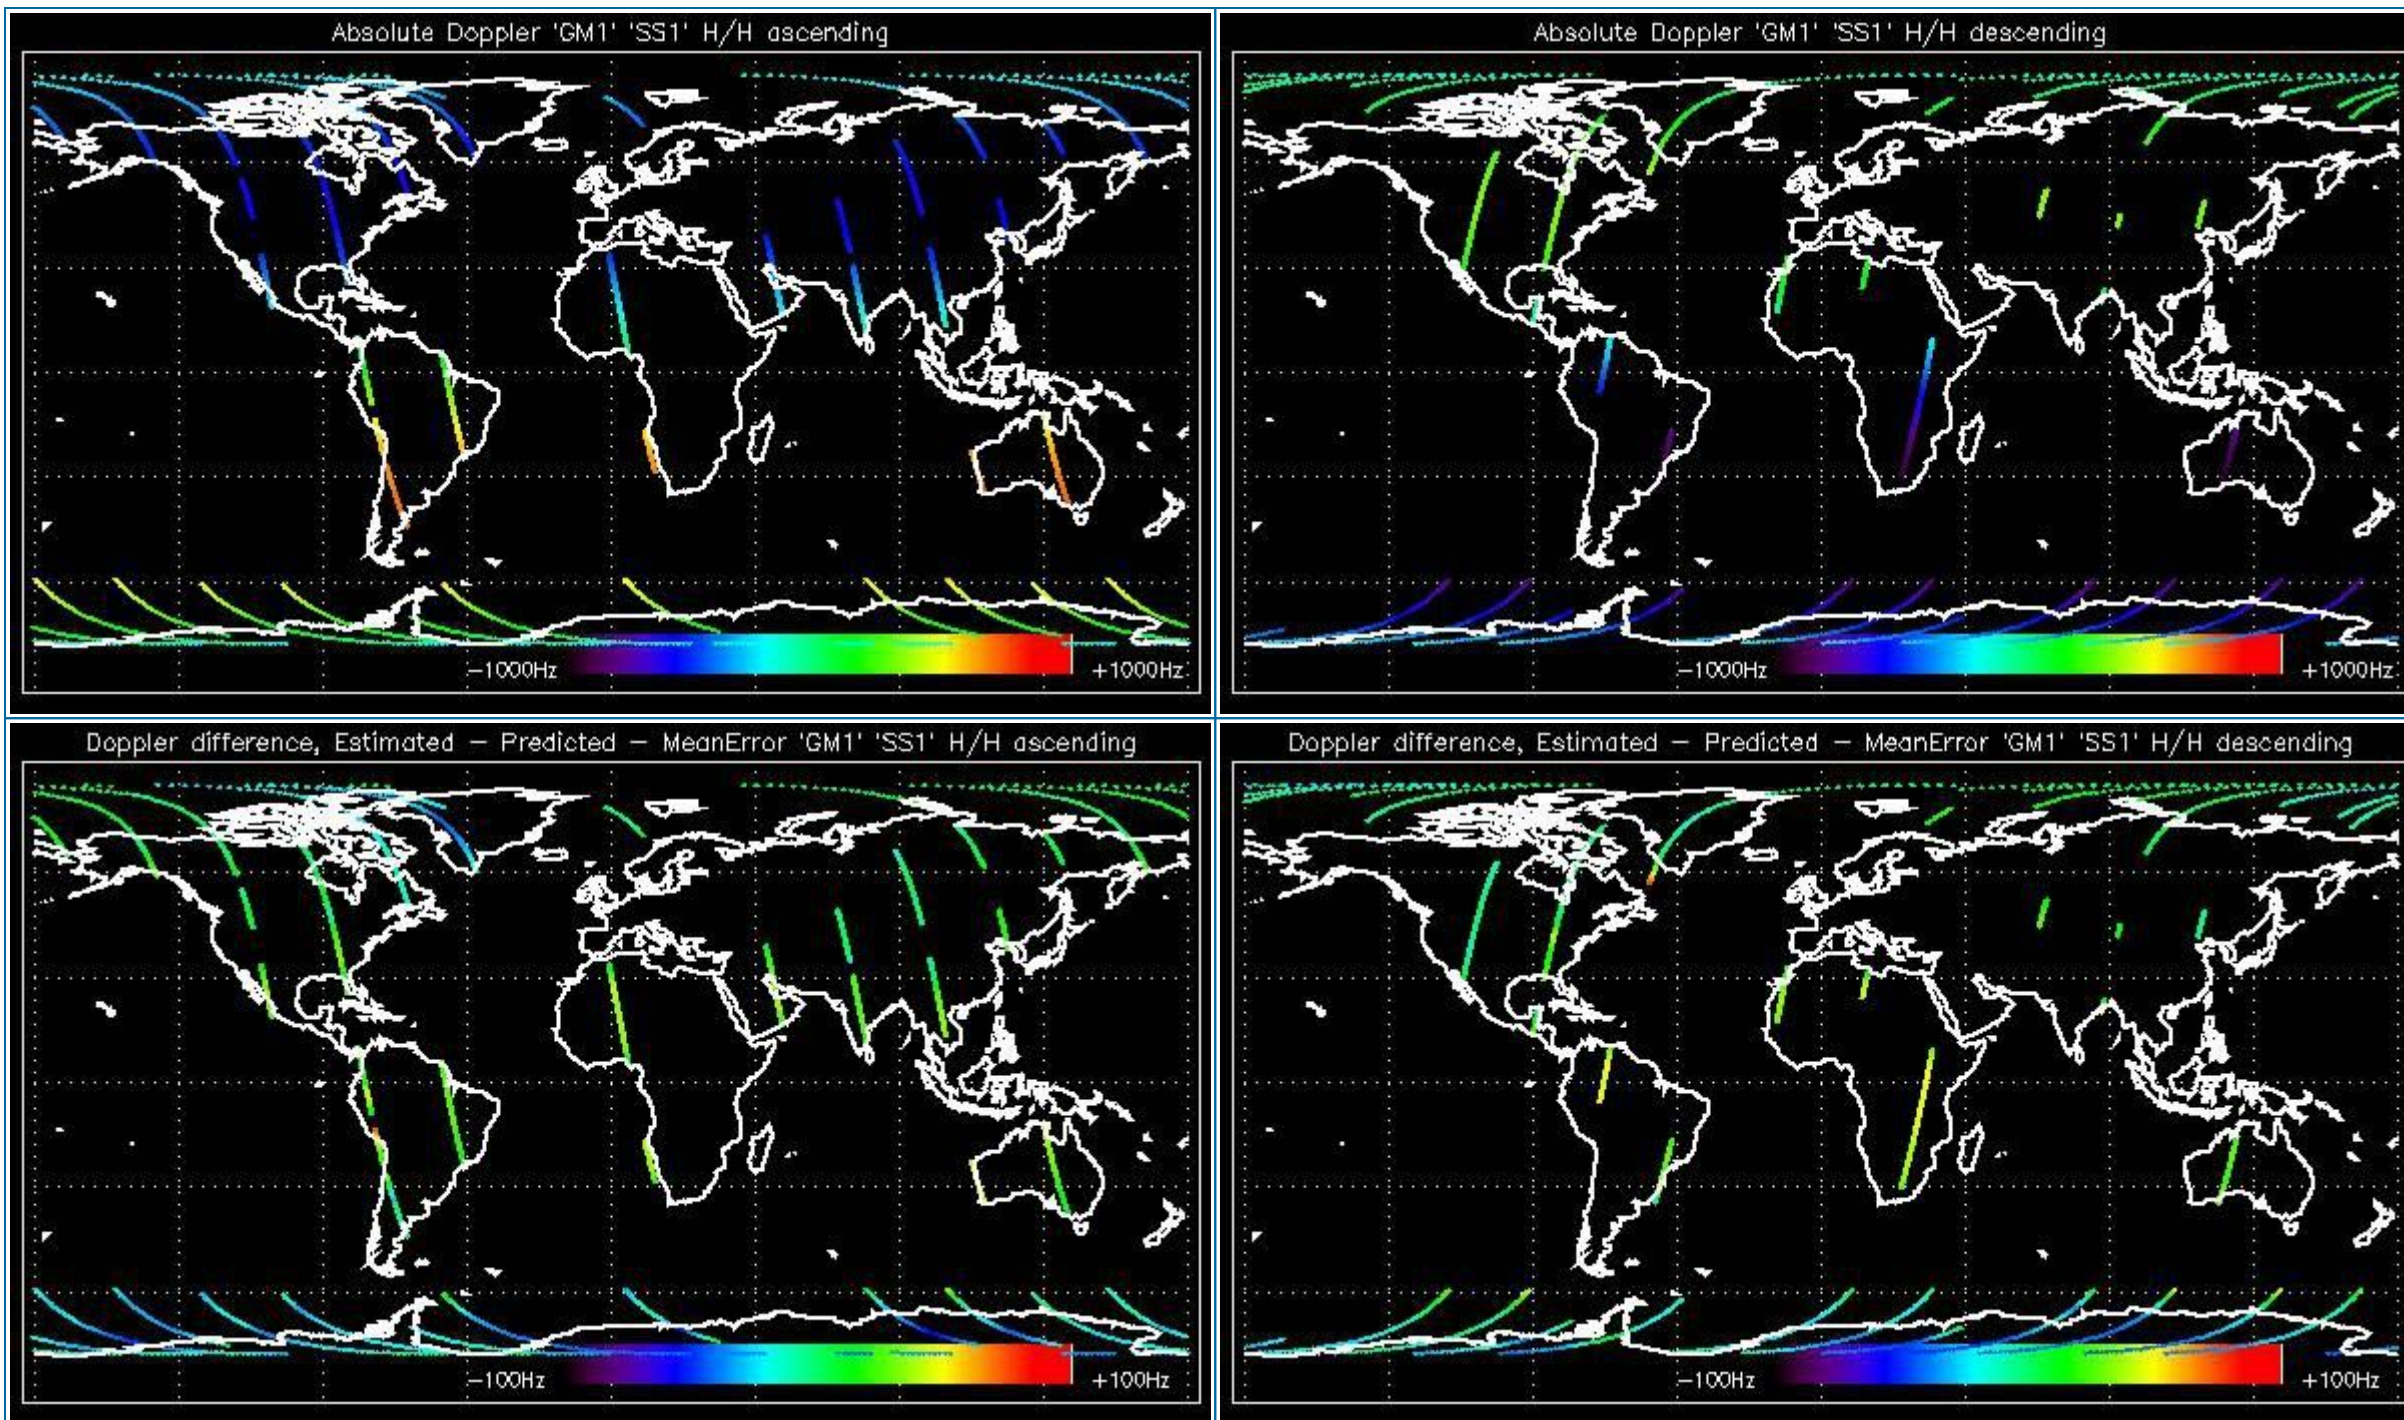 Absolute Doppler 'GM1' 'SS1' H/H ascending
-1000Hz
+1000Hz
Absolute Doppler 'GM1' 'SS1' H/H descending
-1000Hz
+1000Hz
Doppler difference, Estimated - Predicted - MeanError 'GM1' 'SS1' H/H ascending
-100Hz
+100Hz
Doppler difference, Estimated - Predicted - MeanError 'GM1' 'SS1' H/H descending
-100Hz
+100Hz